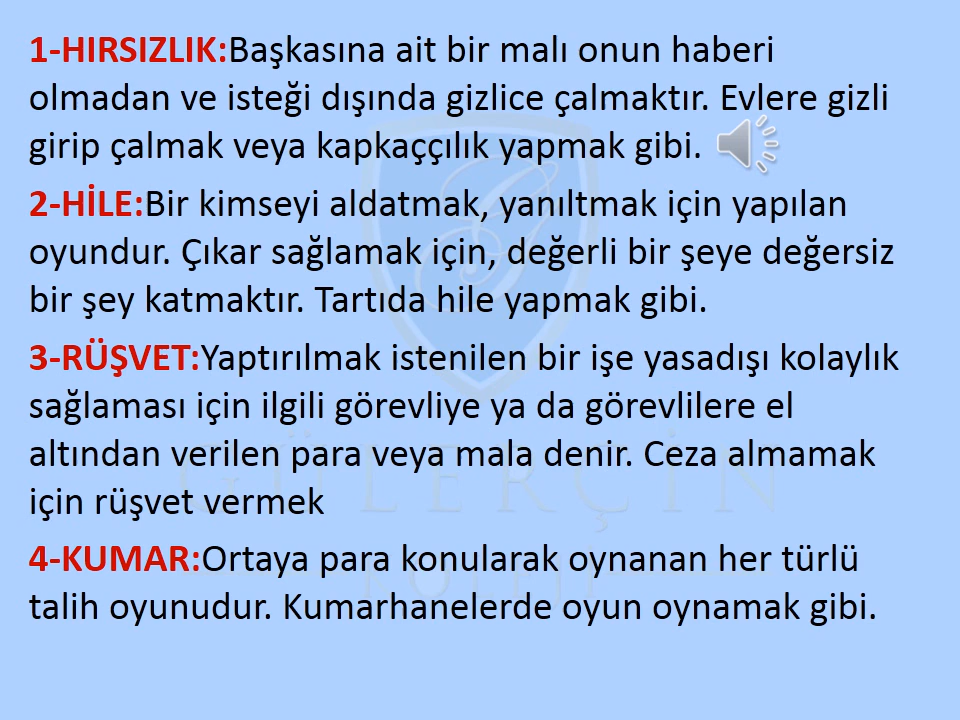 1-HIRSIZLIK:Başkasına ait bir malı onun haberi
olmadan ve isteği dışında gizlice çalmaktır. Evlere gizli
girip çalmak veya kapkaççılık yapmak gibi.
2-HİLE:Bir kimseyi aldatmak, yanıltmak için yapılan
oyundur. Çıkar sağlamak için, değerli bir şeye değersiz
bir şey katmaktır. Tartıda hile yapmak gibi.
3-RÜŞVET:Yaptırılmak istenilen bir işe yasadışı kolaylık
sağlaması için ilgili görevliye ya da görevlilere el
altından verilen para veya mala denir. Ceza almamak
için rüşvet vermek
4-KUMAR:Ortaya para konularak oynanan her türlü
talih oyunudur. Kumarhanelerde oyun oynamak gibi.
GÜLERÇİN